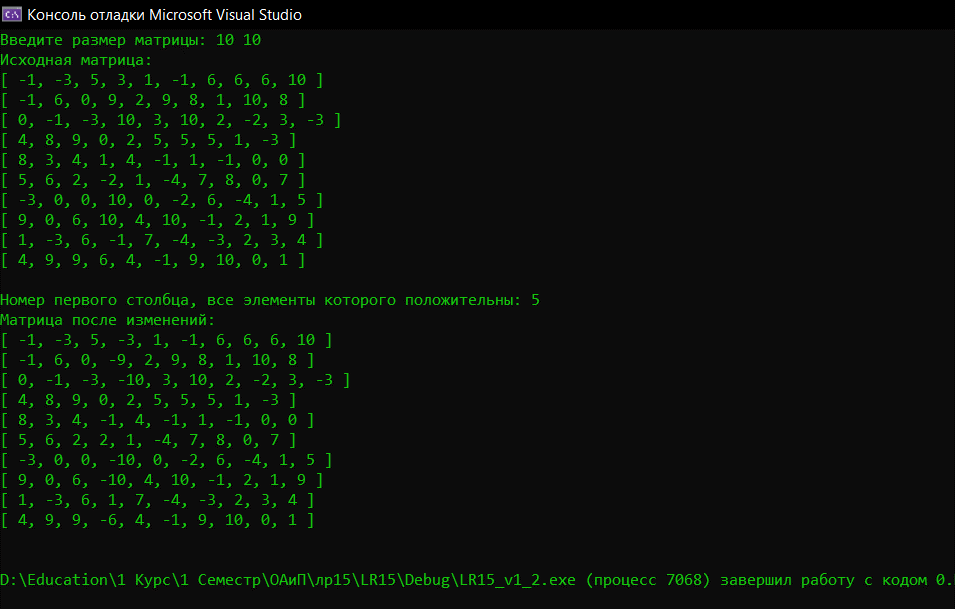 Консоль отладки Microsoft Visual Studio
Введите размер матрицы: 10 10
Исходная матрица:
[ -1, -3, 5, 3, 1, -1, 6, 6, 6, 10 ]
[ -1, 6, 0, 9, 2, 9, 8, 1, 10, 8 ]
[ 0, -1, -3, 10, 3, 10, 2, -2, 3, -3 ]
[ 4, 8, 9, 0, 2, 5, 5, 5, 1, -3 ]
[ 8, 3, 4, 1, 4, -1, 1, -1, 0, 0 ]
[ 5, 6, 2, -2, 1, -4, 7, 8, 0, 7 ]
[ -3, 0, 0, 10, 0, -2, 6, -4, 1, 5 ]
[ 9, 0, 6, 10, 4, 10, -1, 2, 1, 9 ]
[ 1, -3, 6, -1, 7, -4, -3, 2, 3, 4 ]
[ 4, 9, 9, 6, 4, -1, 9, 10, 0, 1 ]
Номер первого столбца, все элементы которого положительны: 5
Матрица после изменений:
[ -1, -3, 5, -3, 1, -1, 6, 6, 6, 10 ]
[ -1, 6, 0, -9, 2, 9, 8, 1, 10, 8 ]
[ 0, -1, -3, -10, 3, 10, 2, -2, 3, -3 ]
[ 4, 8, 9, 0, 2, 5, 5, 5, 1, -3 ]
[ 8, 3, 4, -1, 4, -1, 1, -1, 0, 0 ]
[ 5, 6, 2, 2, 1, -4, 7, 8, 0, 7 ]
[ -3, 0, 0, -10, 0, -2, 6, -4, 1, 5 ]
[ 9, 0, 6, -10, 4, 10, -1, 2, 1, 9 ]
[ 1, -3, 6, 1, 7, -4, -3, 2, 3, 4 ]
[ 4, 9, 9, -6, 4, -1, 9, 10, 0, 1 ]
D:\Education\1 Курс\1 Семестр\ОАиП\лр15\LR15\Debug\LR15_v1_2.exe (процесс 7068) завершил работу с кодом 0.